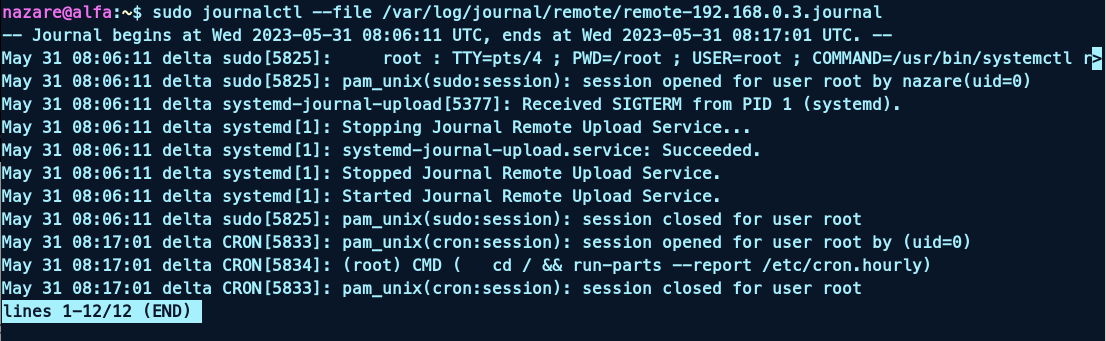 nazare@alfa:~$ sudo journalctl --file /var/log/journal/remote/remote-192.168.0.3.journal
-- Journal begins at Wed 2023-05-31 08:06:11 UTC, ends at Wed 2023-05-31 08:17:01 UTC. --
May 31 08:06:11 delta sudo[5825]:     root : TTY=pts/4 ; PWD=/root ; USER=root ; COMMAND=/usr/bin/systemctl r>
May 31 08:06:11 delta sudo[5825]: pam_unix(sudo:session): session opened for user root by nazare(uid=0)
May 31 08:06:11 delta systemd-journal-upload[5377]: Received SIGTERM from PID 1 (systemd).
May 31 08:06:11 delta systemd[1]: Stopping Journal Remote Upload Service...
May 31 08:06:11 delta systemd[1]: systemd-journal-upload.service: Succeeded.
May 31 08:06:11 delta systemd[1]: Stopped Journal Remote Upload Service.
May 31 08:06:11 delta systemd[1]: Started Journal Remote Upload Service.
May 31 08:06:11 delta sudo[5825]: pam_unix(sudo:session): session closed for user root
May 31 08:17:01 delta CRON[5833]: pam_unix(cron:session): session opened for user root by (uid=0)
May 31 08:17:01 delta CRON[5834]: (root) CMD (   cd / && run-parts --report /etc/cron.hourly)
May 31 08:17:01 delta CRON[5833]: pam_unix(cron:session): session closed for user root
lines 1-12/12 (END)